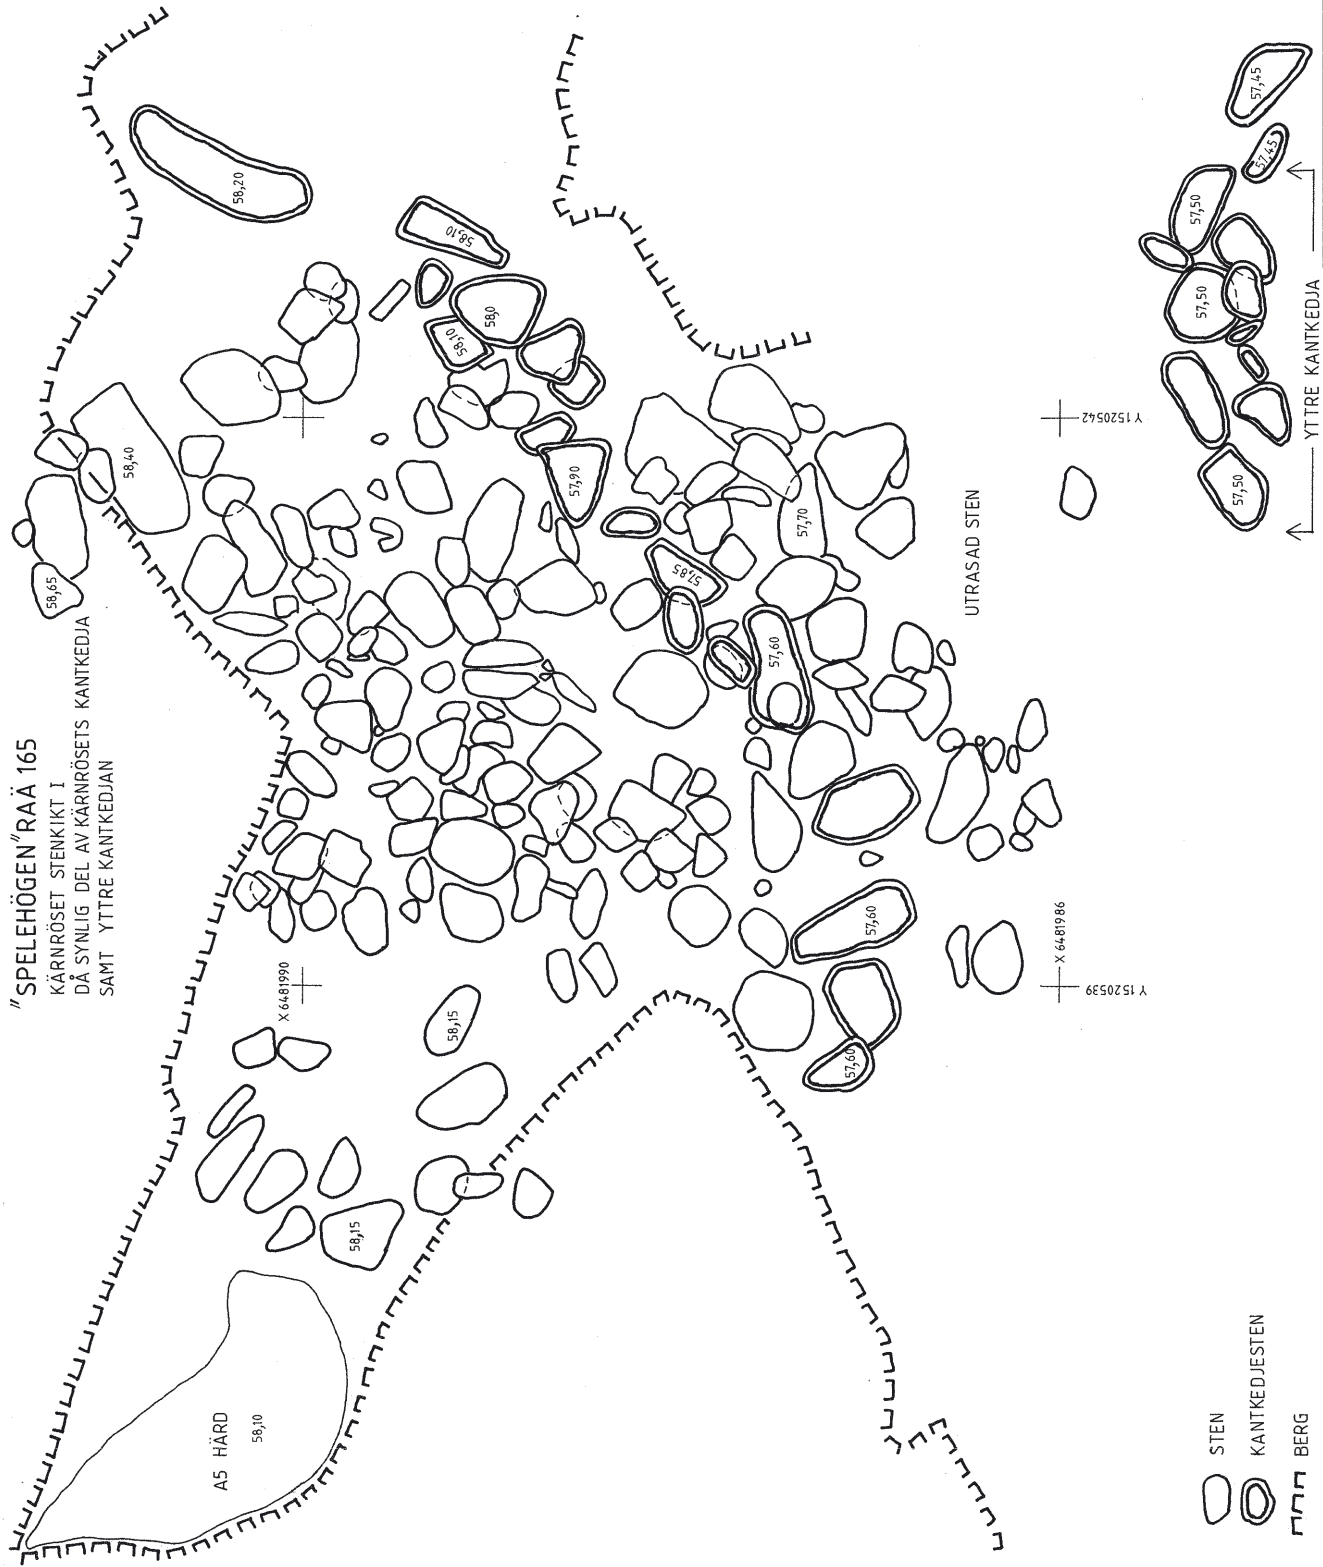 "SPELEHÖGEN" RAÄ 165
KÄRNRÖSET STENKIKT I
DÅ SYNLIG DEL AV KÄRNRÖSETS KANTKEDJA
SAMT YTTRE KANTKEDJAN
58,65
58,40
58,20
58,10
58,10
58,0
57,90
57,85
57,70
57,60
57,60
57,60
58,15
58,15
A5 HÄRD
58,10
X 6481990
X 6481986
Y 1520539
Y 1520542
UTRASAD STEN
57,45
57,45
57,50
57,50
57,50
YTTRE KANTKEDJA
STEN
KANTKEDJESTEN
BERG